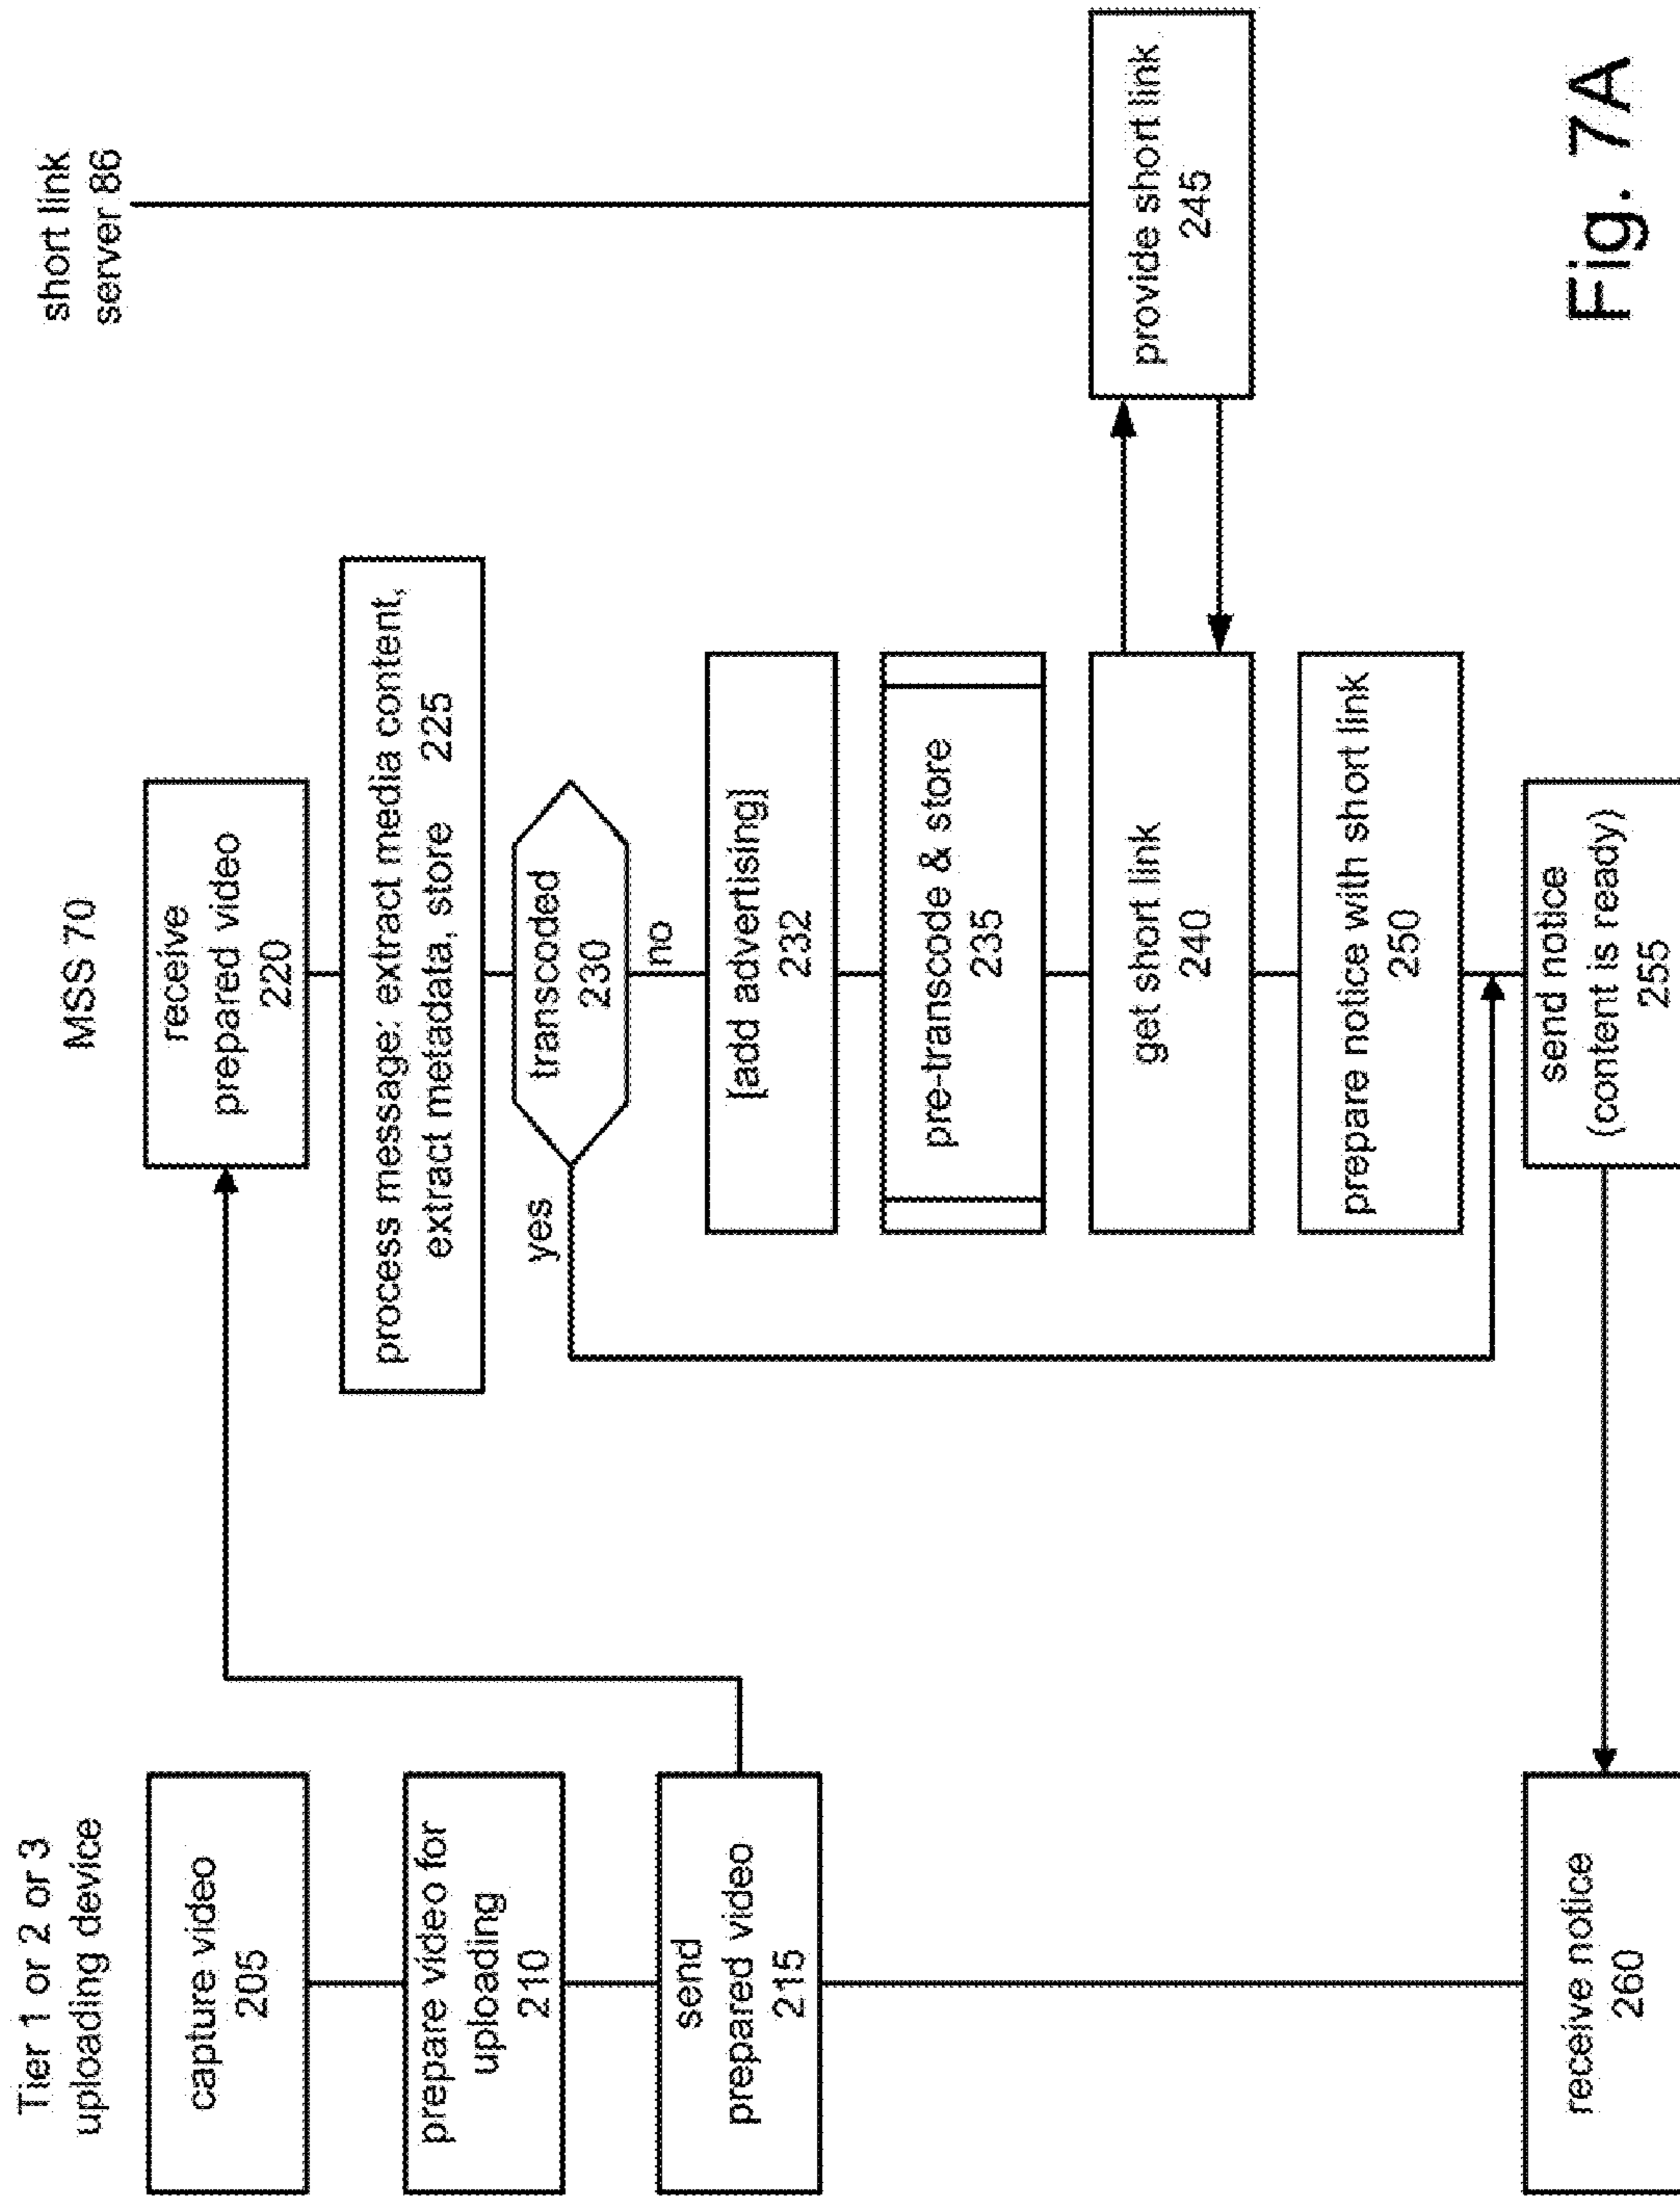 Tier 1 or 2 or 3
uploading device
capture video
205
prepare video for
uploading
210
send
prepared video
215
receive notice
260
MSS 70
receive
prepared video
220
process message: extract media content,
extract metadata, store 225
transcoded
230
yes
no
[add advertising]
232
pre-transcode & store
235
get short link
240
prepare notice with short link
250
send notice
(content is ready)
255
short link
server 86
provide short link
245
Fig. 7A